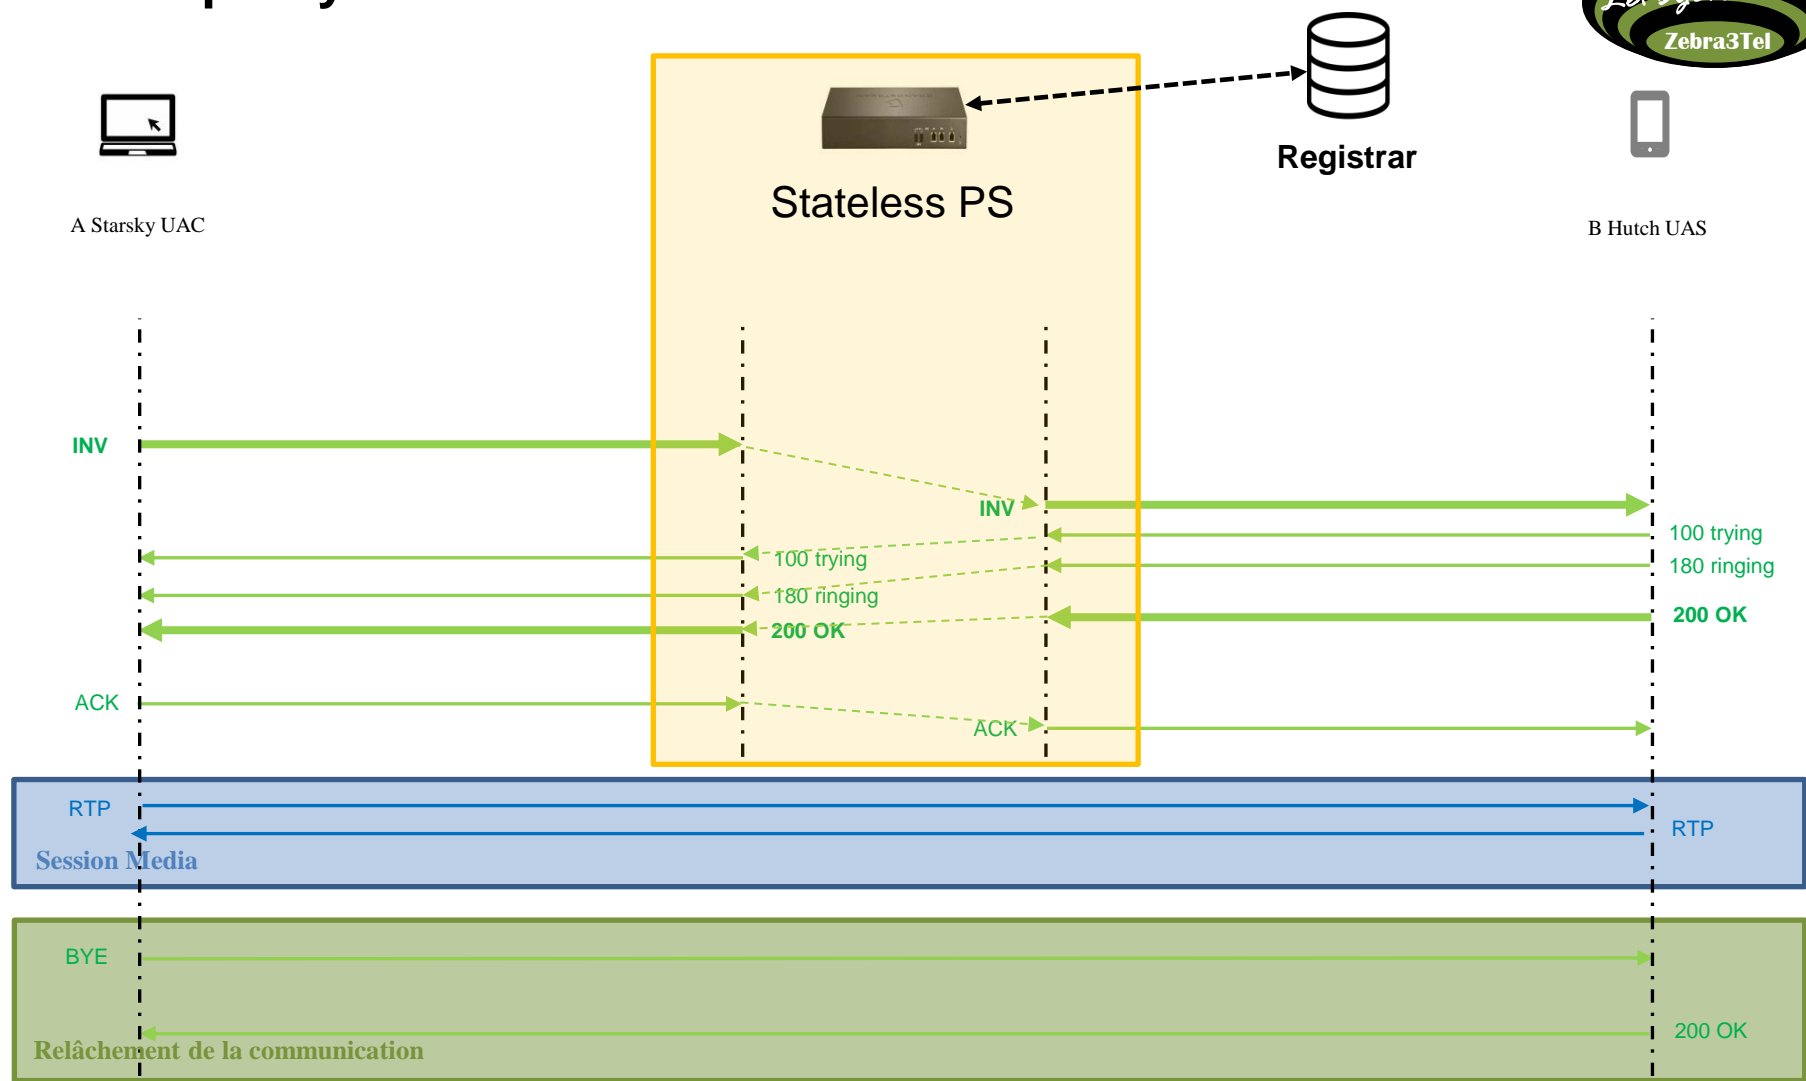 Zebra3Tel
Registrar
Stateless PS
A Starsky UAC
B Hutch UAS
INV
INV
100 trying
100 trying
180 ringing
180 ringing
200 OK
200 OK
ACK
ACK
RTP
RTP
Session Media
BYE
200 OK
Relâchement de la communication